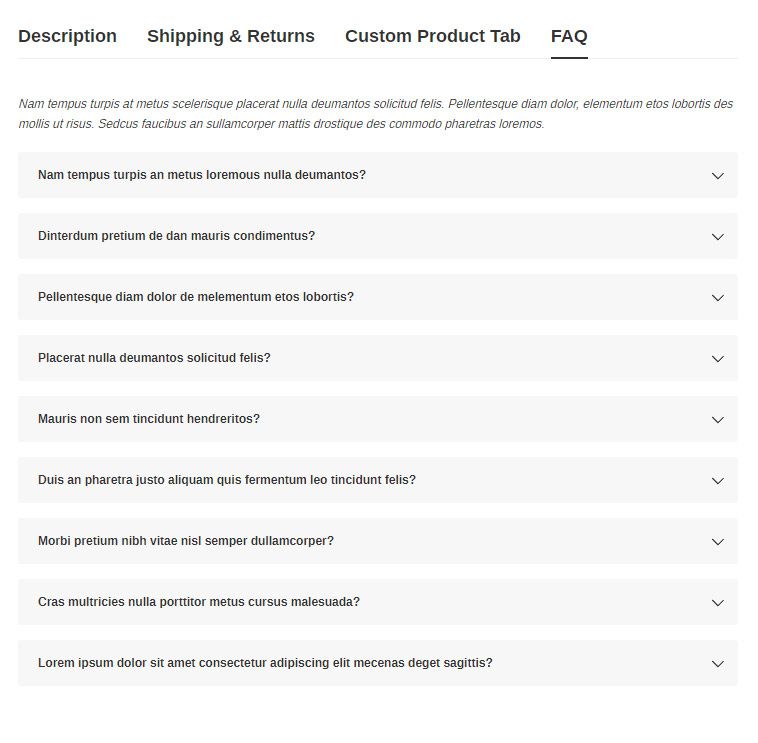 Description Shipping & Returns Custom Product Tab FAQ
Nam tempus turpis at metus scelerisque placerat nulla deumantos solicitud felis. Pellentesque diam dolor, elementum etos lobortis des
mollis ut risus. Sedcus faucibus an sullamcorper mattis drostique des commodo pharetras loremos.
Nam tempus turpis an metus loremous nulla deumantos?
Dinterdum pretium de dan mauris condimentus?
Pellentesque diam dolor de melementum etos lobortis?
Placerat nulla deumantos solicitud felis?
Mauris non sem tincidunt hendreritos?
Duis an pharetra justo aliquam quis fermentum leo tincidunt felis?
Morbi pretium nibh vitae nisl semper dullamcorper?
Cras multricies nulla porttitor metus cursus malesuada?
Lorem ipsum dolor sit amet consectetur adipiscing elit mecenas deget sagittis?